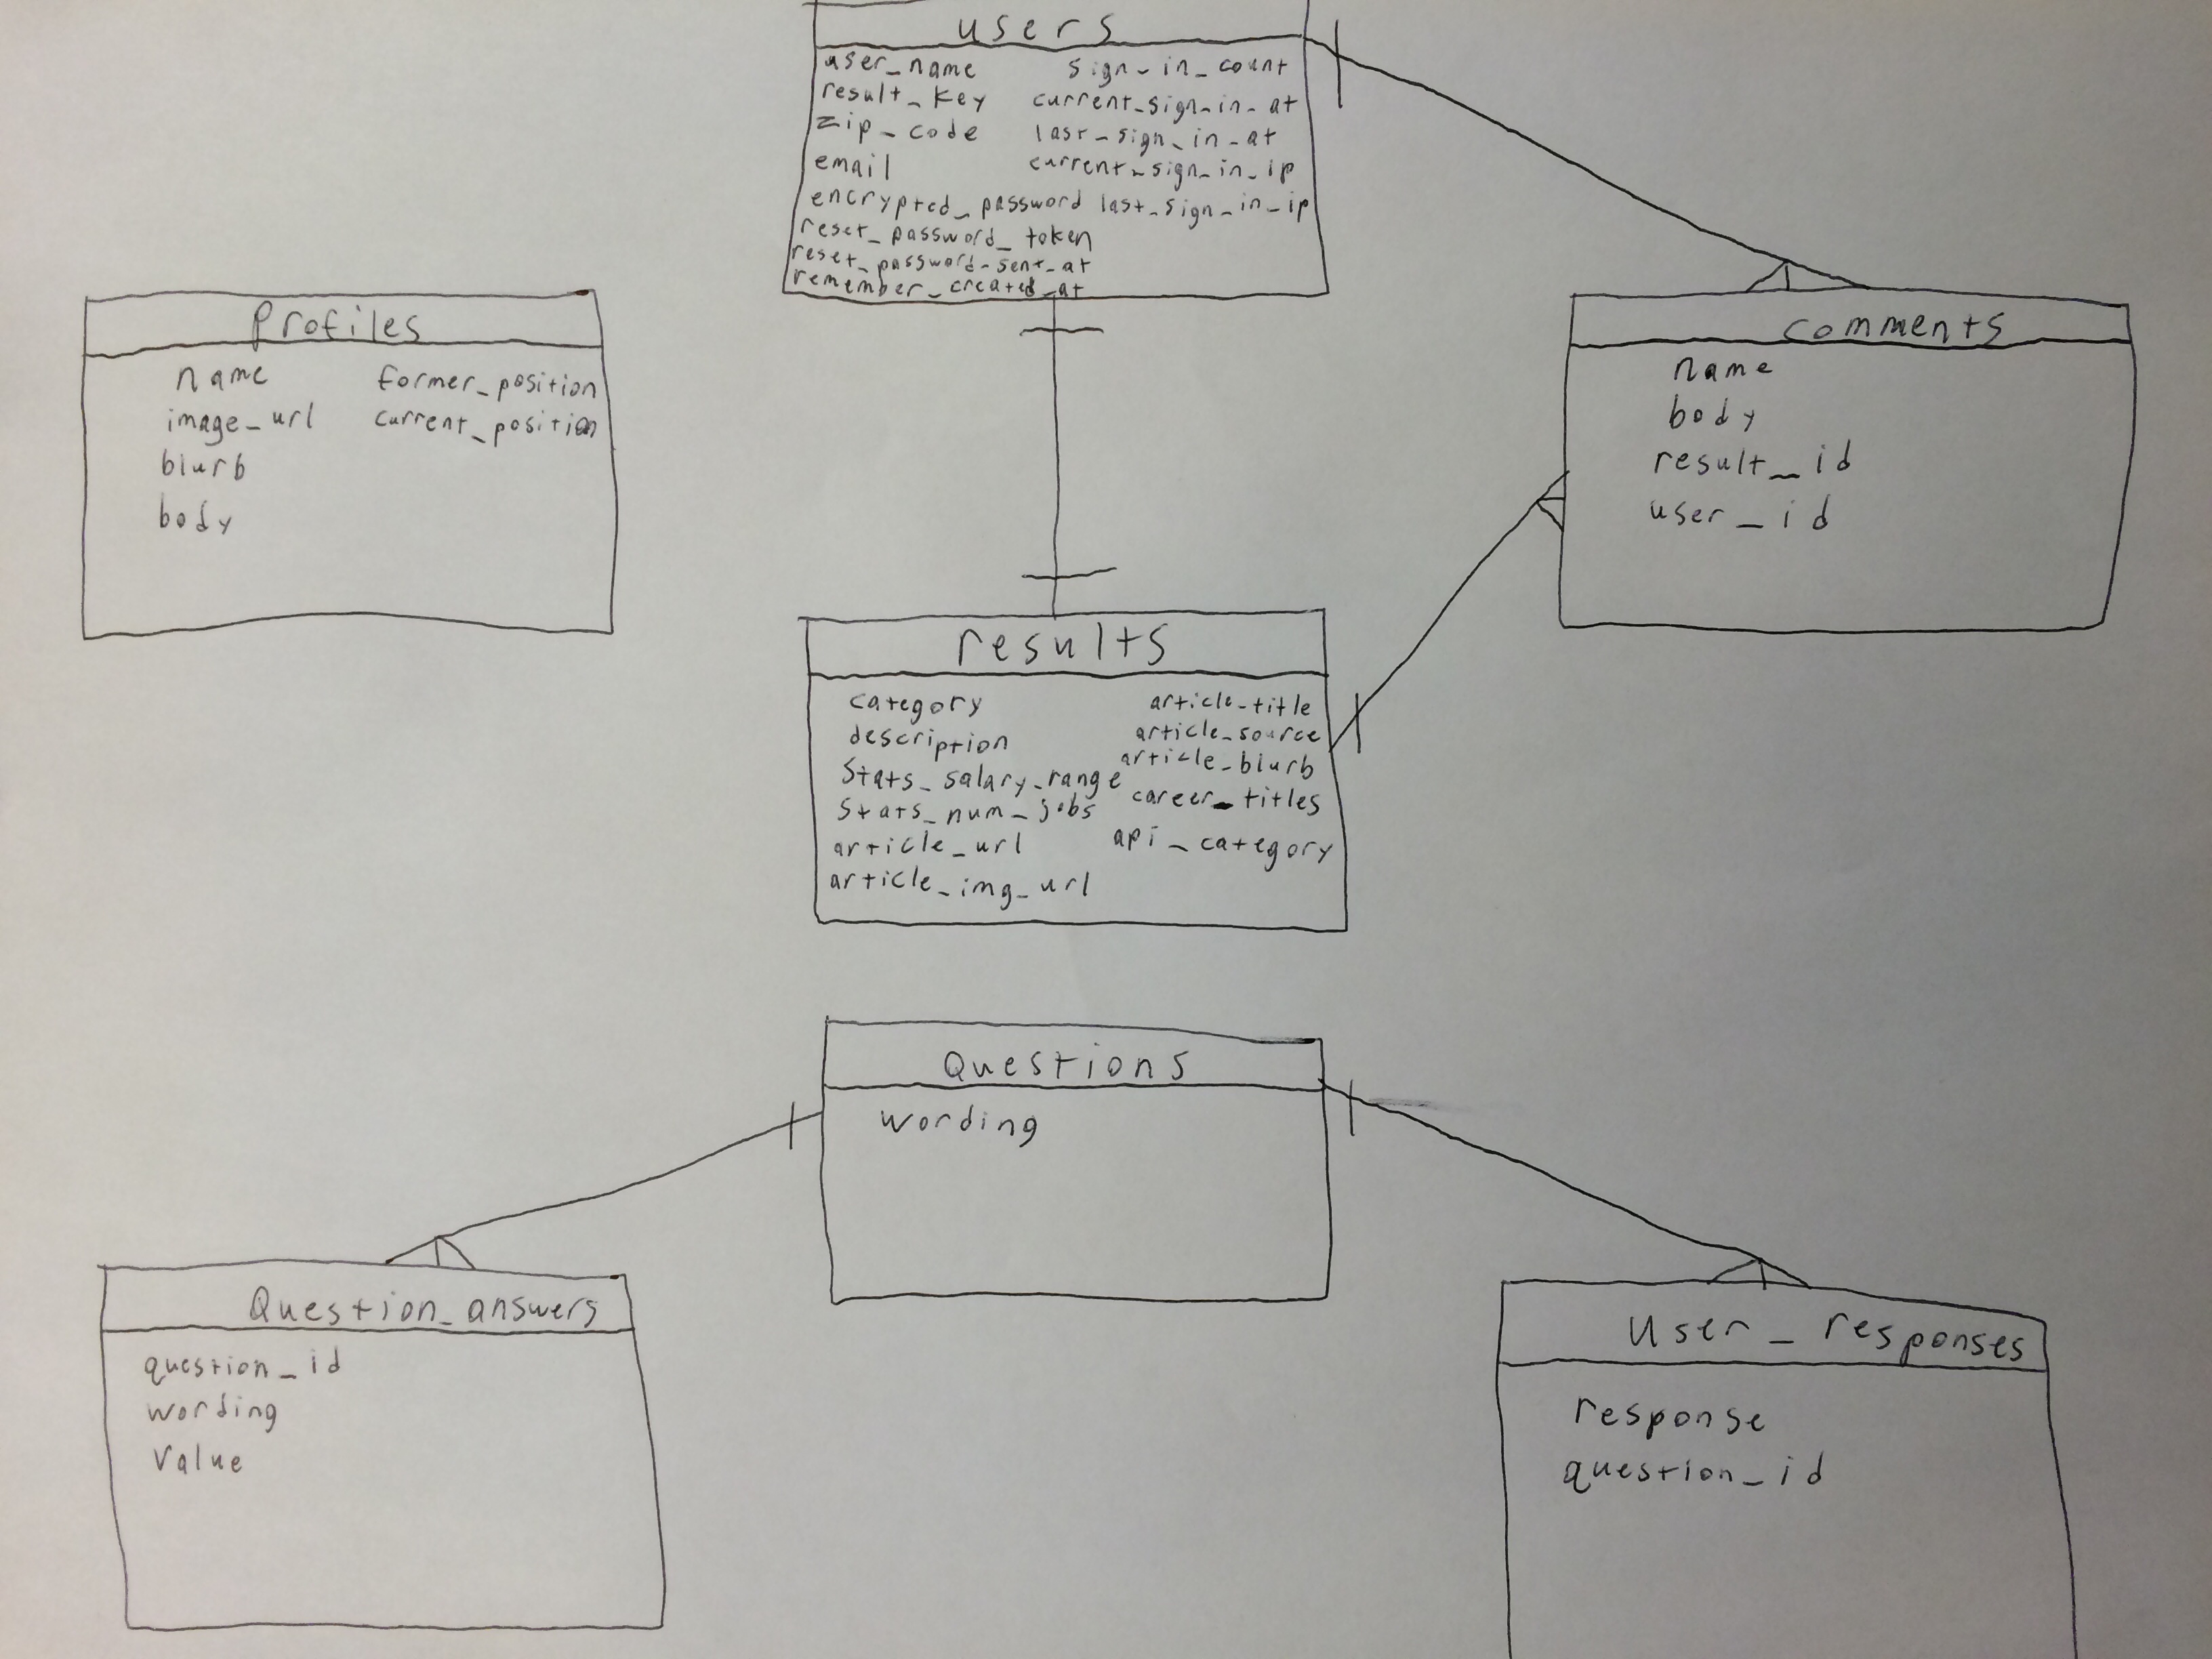 Profiles
name former_position
image_url current_position
blurb
body
users
user_name sign_in_count
result_key current_sign_in_at
zip_code last_sign_in_at
email current_sign_in_ip
encrypted_password last_sign_in_ip
reset_password_token
reset_password_sent_at
remember_created_at
comments
name
body
result_id
user_id
results
category article_title
description article_source
stats_salary_range article_blurb
stats_num_jobs career_titles
article_url api_category
article_img_url
Question_answers
question_id
wording
value
Questions
wording
user_responses
response
question_id